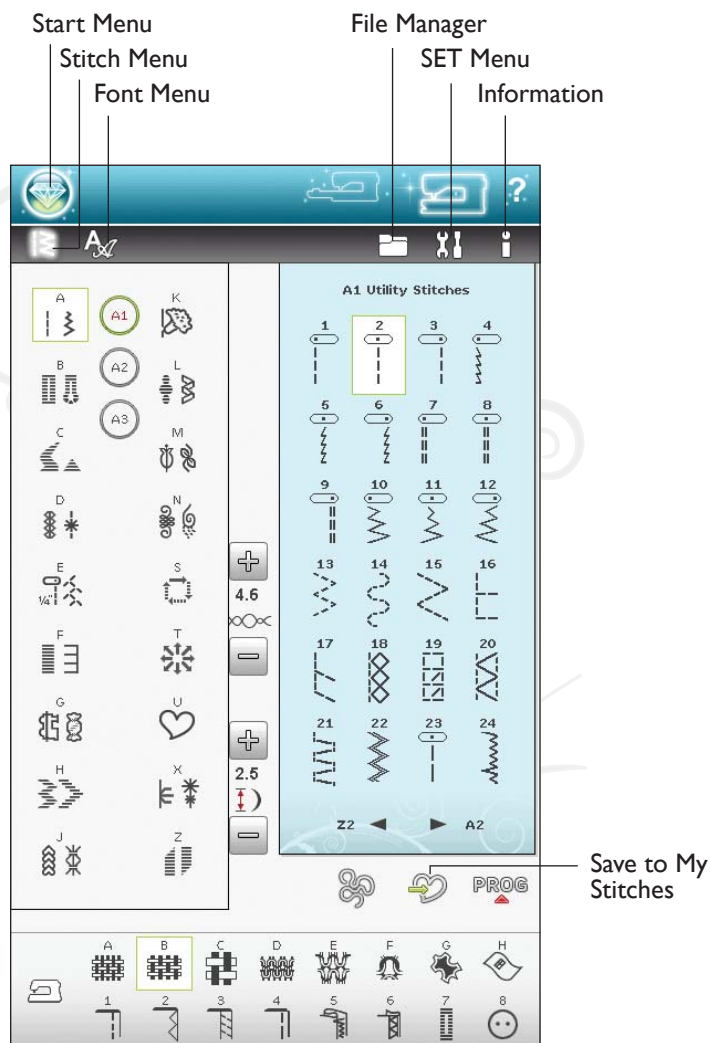 Start Menu
Stitch Menu
Font Menu
File Manager
SET Menu
Information
?
A
A1
K
B
A2
L
C
A3
M
D
N
E
¼"
S
F
T
G
U
H
X
J
Z
+
4.6
−
+
2.5
−
A1 Utility Stitches
1 2 3 4
5 6 7 8
9 10 11 12
13 14 15 16
17 18 19 20
21 22 23 24
Z2 ◄ ► A2
PROG
Save to My
Stitches
A B C D E F G H
1 2 3 4 5 6 7 8